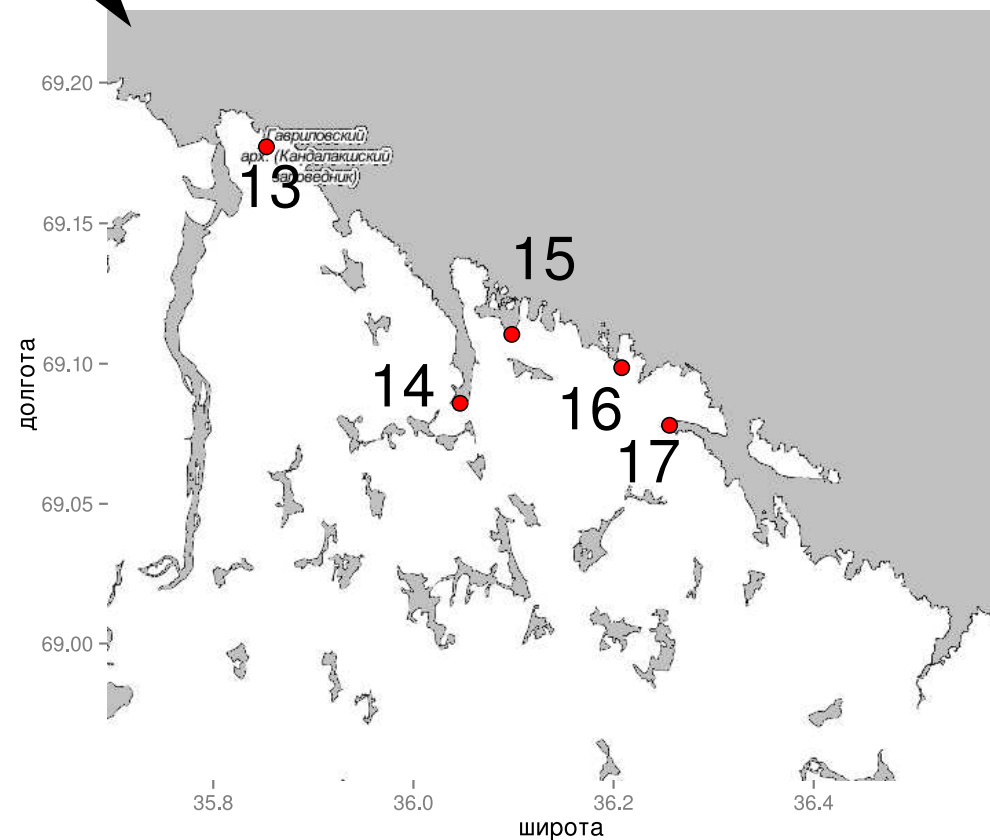 69.20
Гавриловский
арх. (Кандалакшский
заповедник)
13
69.15
15
69.10
14
16
17
69.05
69.00
долгота
35.8 36.0 36.2 36.4
широта